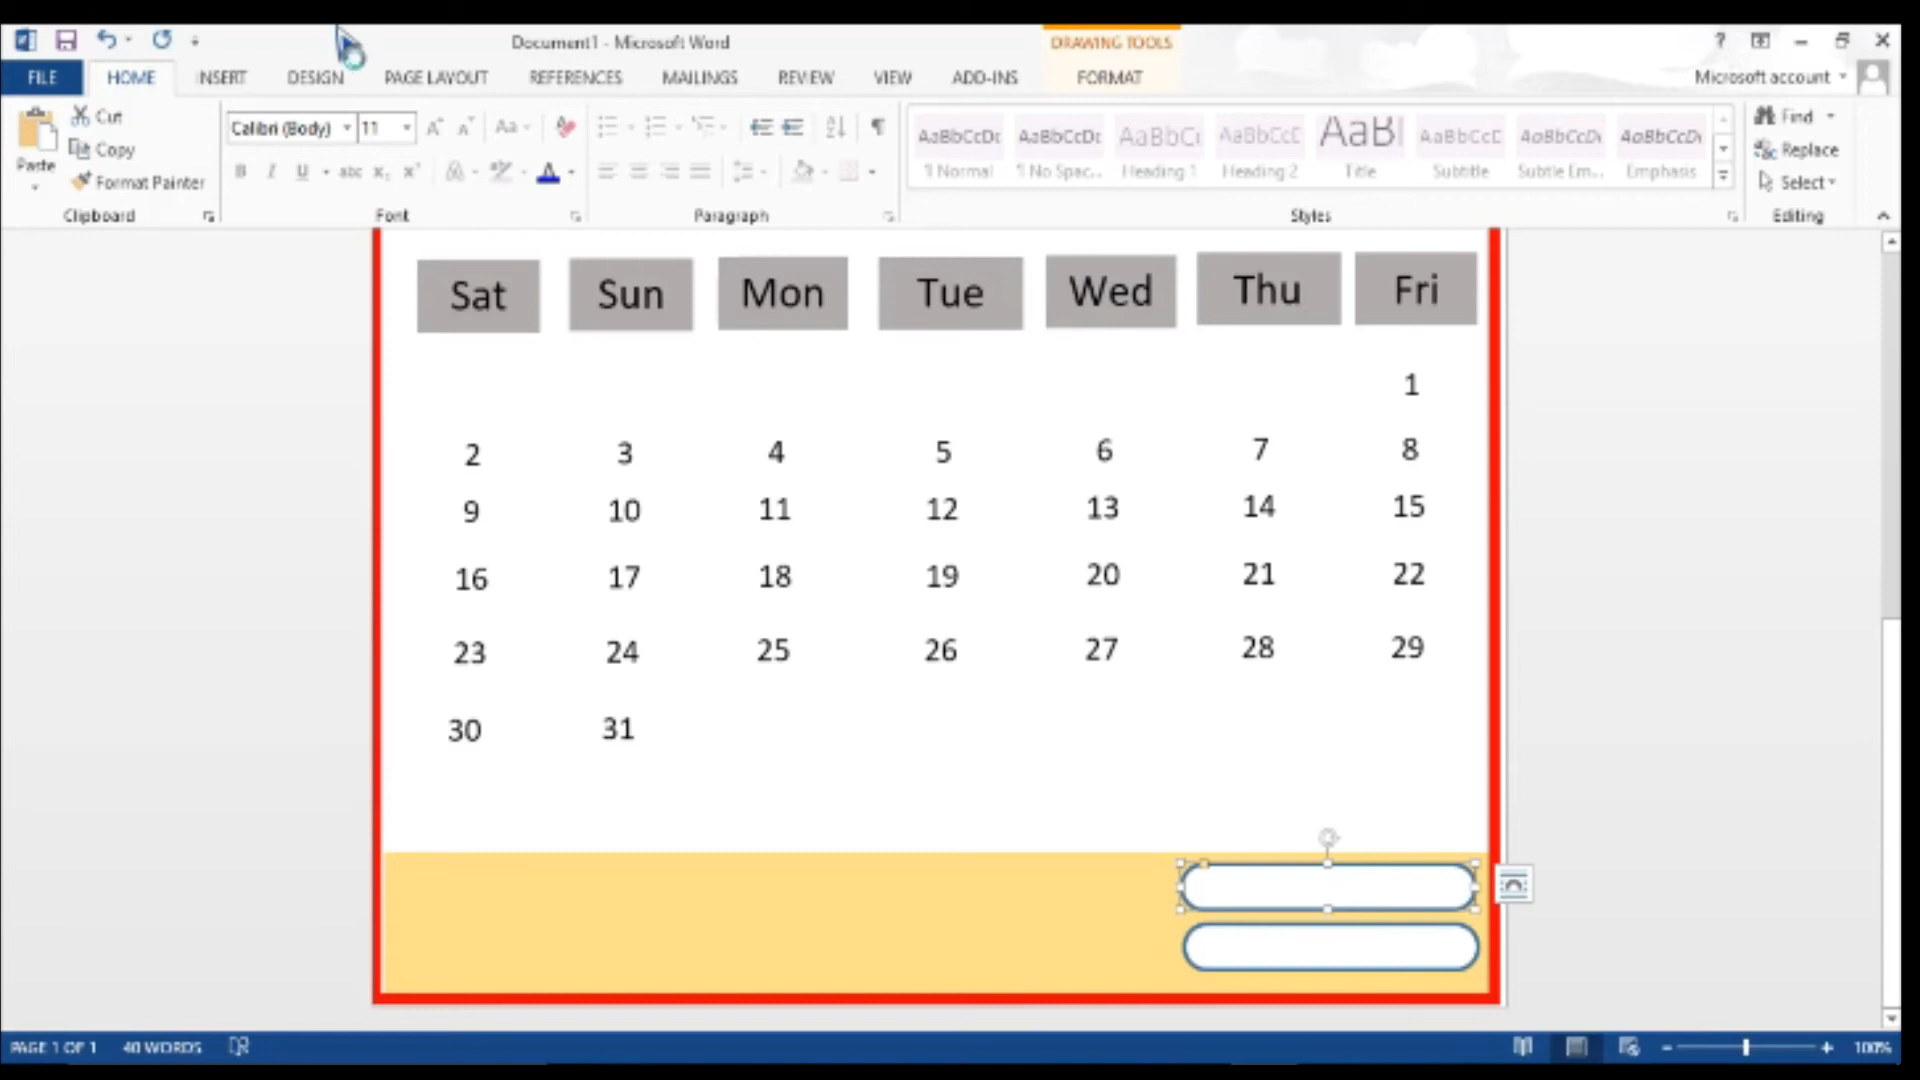 Document1 - Microsoft Word
DRAWING TOOLS
?
FILE HOME INSERT DESIGN PAGE LAYOUT REFERENCES MAILINGS REVIEW VIEW ADD-INS FORMAT Microsoft account
Paste
Cut
Copy
Format Painter
Clipboard
Calibri (Body) 11
Font
Paragraph
AaBbCcDc AaBbCcDc AaBbCc AaBbCcC AaBl AaBbCcC AaBbCcDc AaBbCcDc
¶ Normal ¶ No Spac... Heading 1 Heading 2 Title Subtitle Subtle Em... Emphasis
Styles
Find
Replace
Select
Editing
Sat Sun Mon Tue Wed Thu Fri
1
2 3 4 5 6 7 8
9 10 11 12 13 14 15
16 17 18 19 20 21 22
23 24 25 26 27 28 29
30 31
PAGE 1 OF 1 40 WORDS 100%